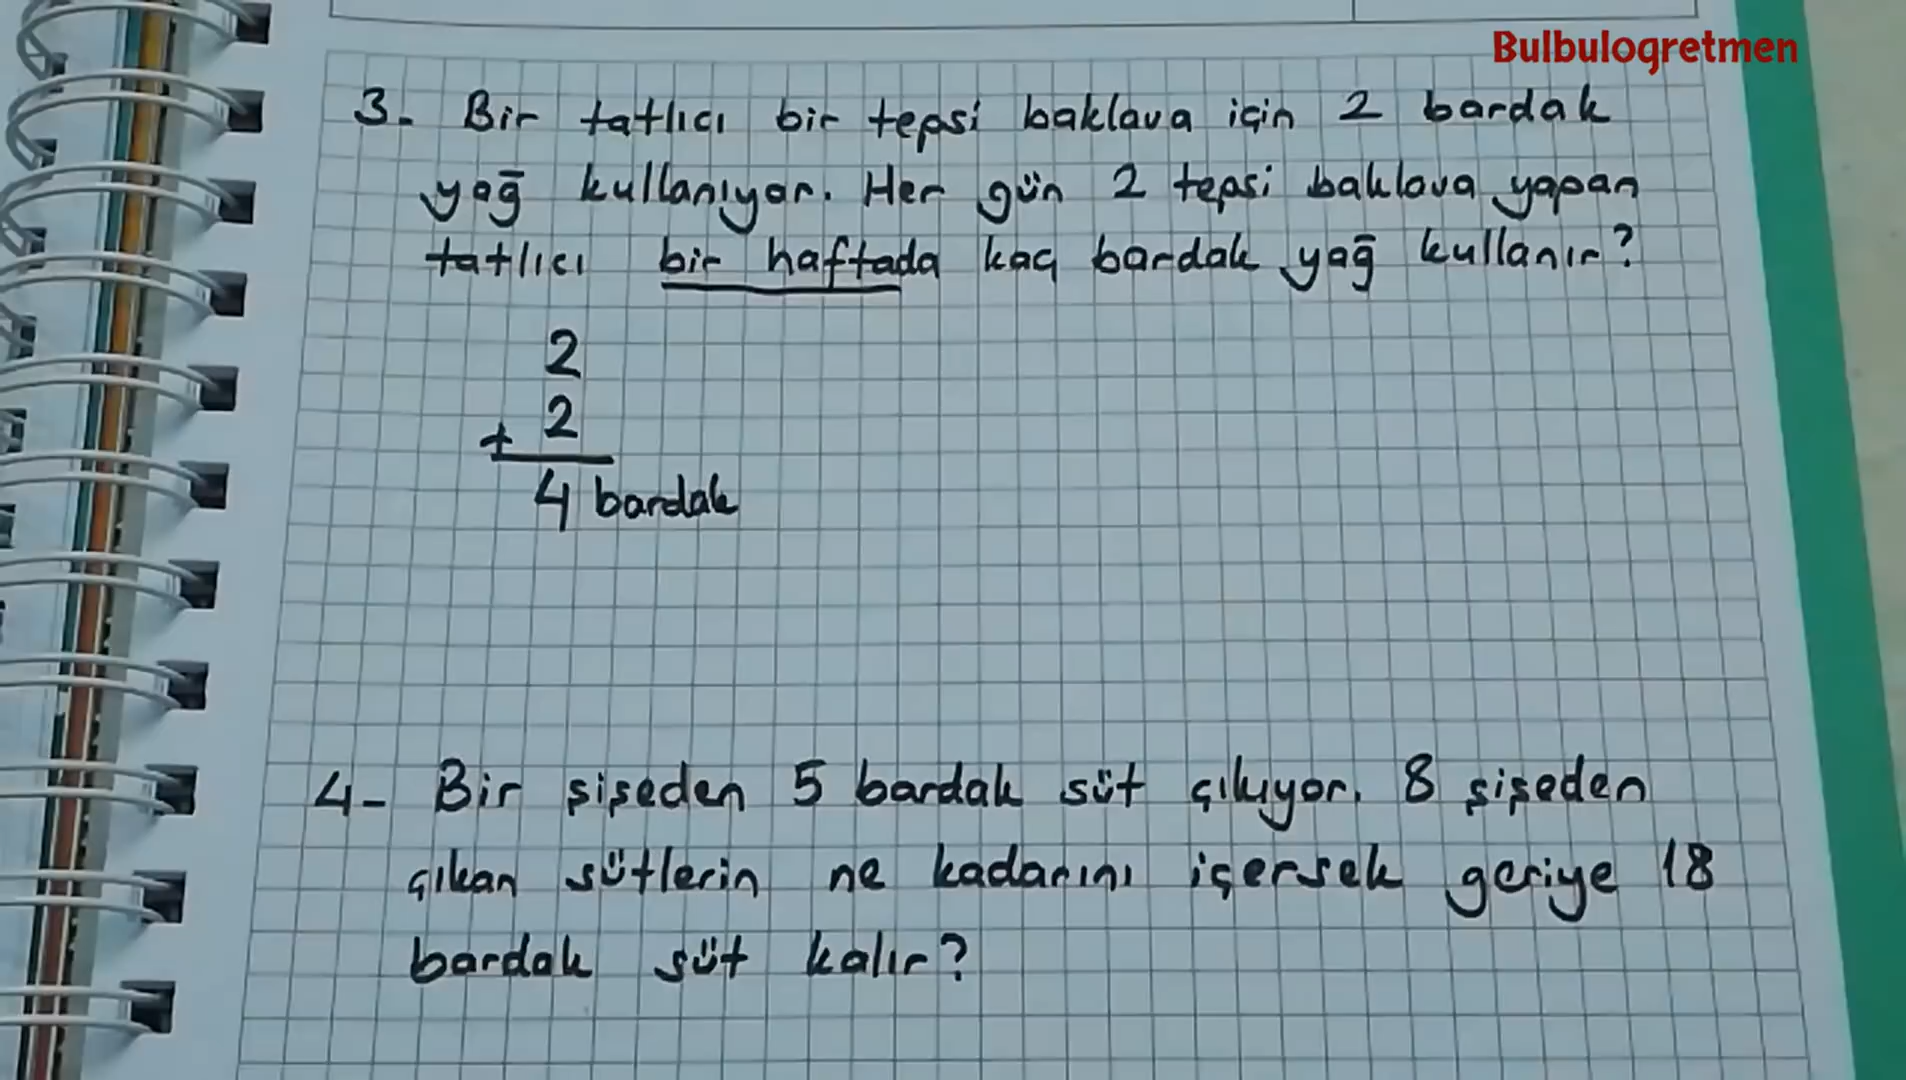 Bulbulogretmen
3- Bir tatlıcı bir tepsi baklava için 2 bardak
yağ kullanıyor. Her gün 2 tepsi baklava yapan
tatlıcı bir haftada kaç bardak yağ kullanır?
2
+ 2
4 bardak
4- Bir şişeden 5 bardak süt çıkıyor. 8 şişeden
çıkan sütlerin ne kadarını içersek geriye 18
bardak süt kalır?